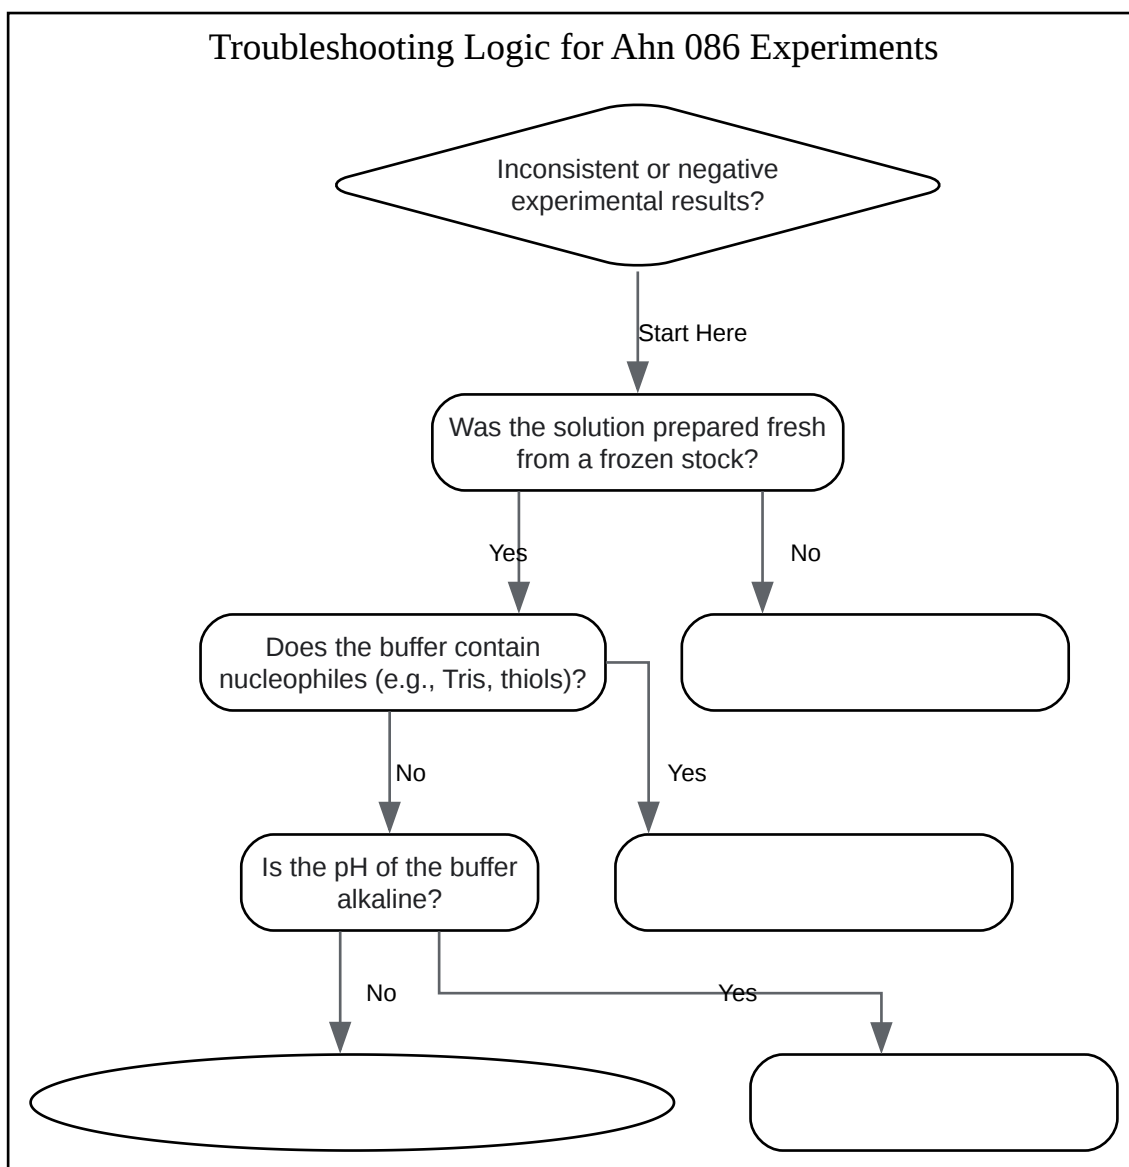 Troubleshooting Logic for Ahn 086 Experiments
Inconsistent or negative
experimental results?
Start Here
Was the solution prepared fresh
from a frozen stock?
Yes
No
Does the buffer contain
nucleophiles (e.g., Tris, thiols)?
No
Yes
Is the pH of the buffer
alkaline?
No
Yes